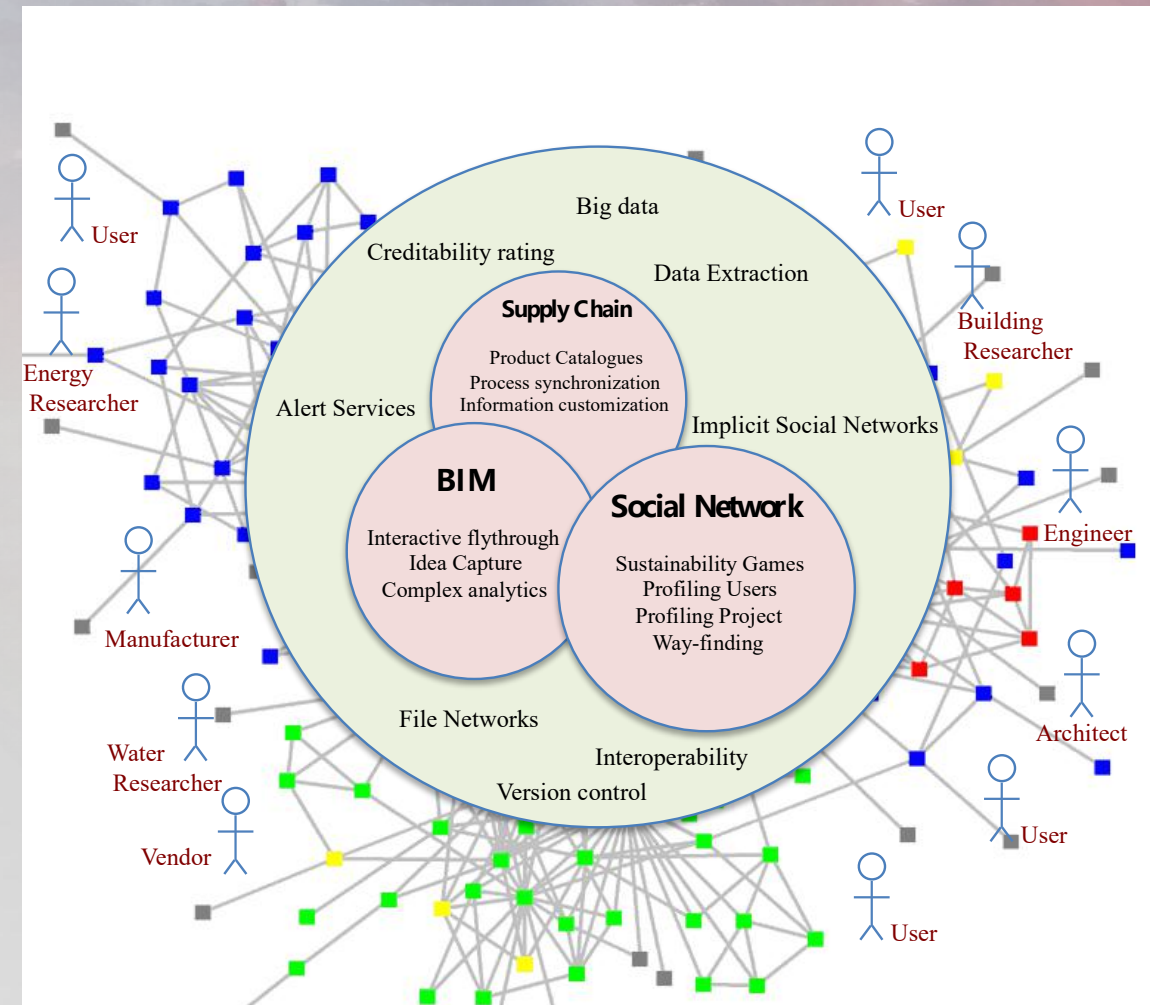 Big data
User
User
Creditability rating
Data Extraction
Supply Chain
Building
Researcher
Product Catalogues
Process synchronization
Information customization
Energy
Researcher
Alert Services
Implicit Social Networks
BIM
Social Network
Engineer
Interactive flythrough
Idea Capture
Complex analytics
Sustainability Games
Profiling Users
Profiling Project
Way-finding
Manufacturer
File Networks
Architect
Water
Researcher
Interoperability
Version control
User
Vendor
User